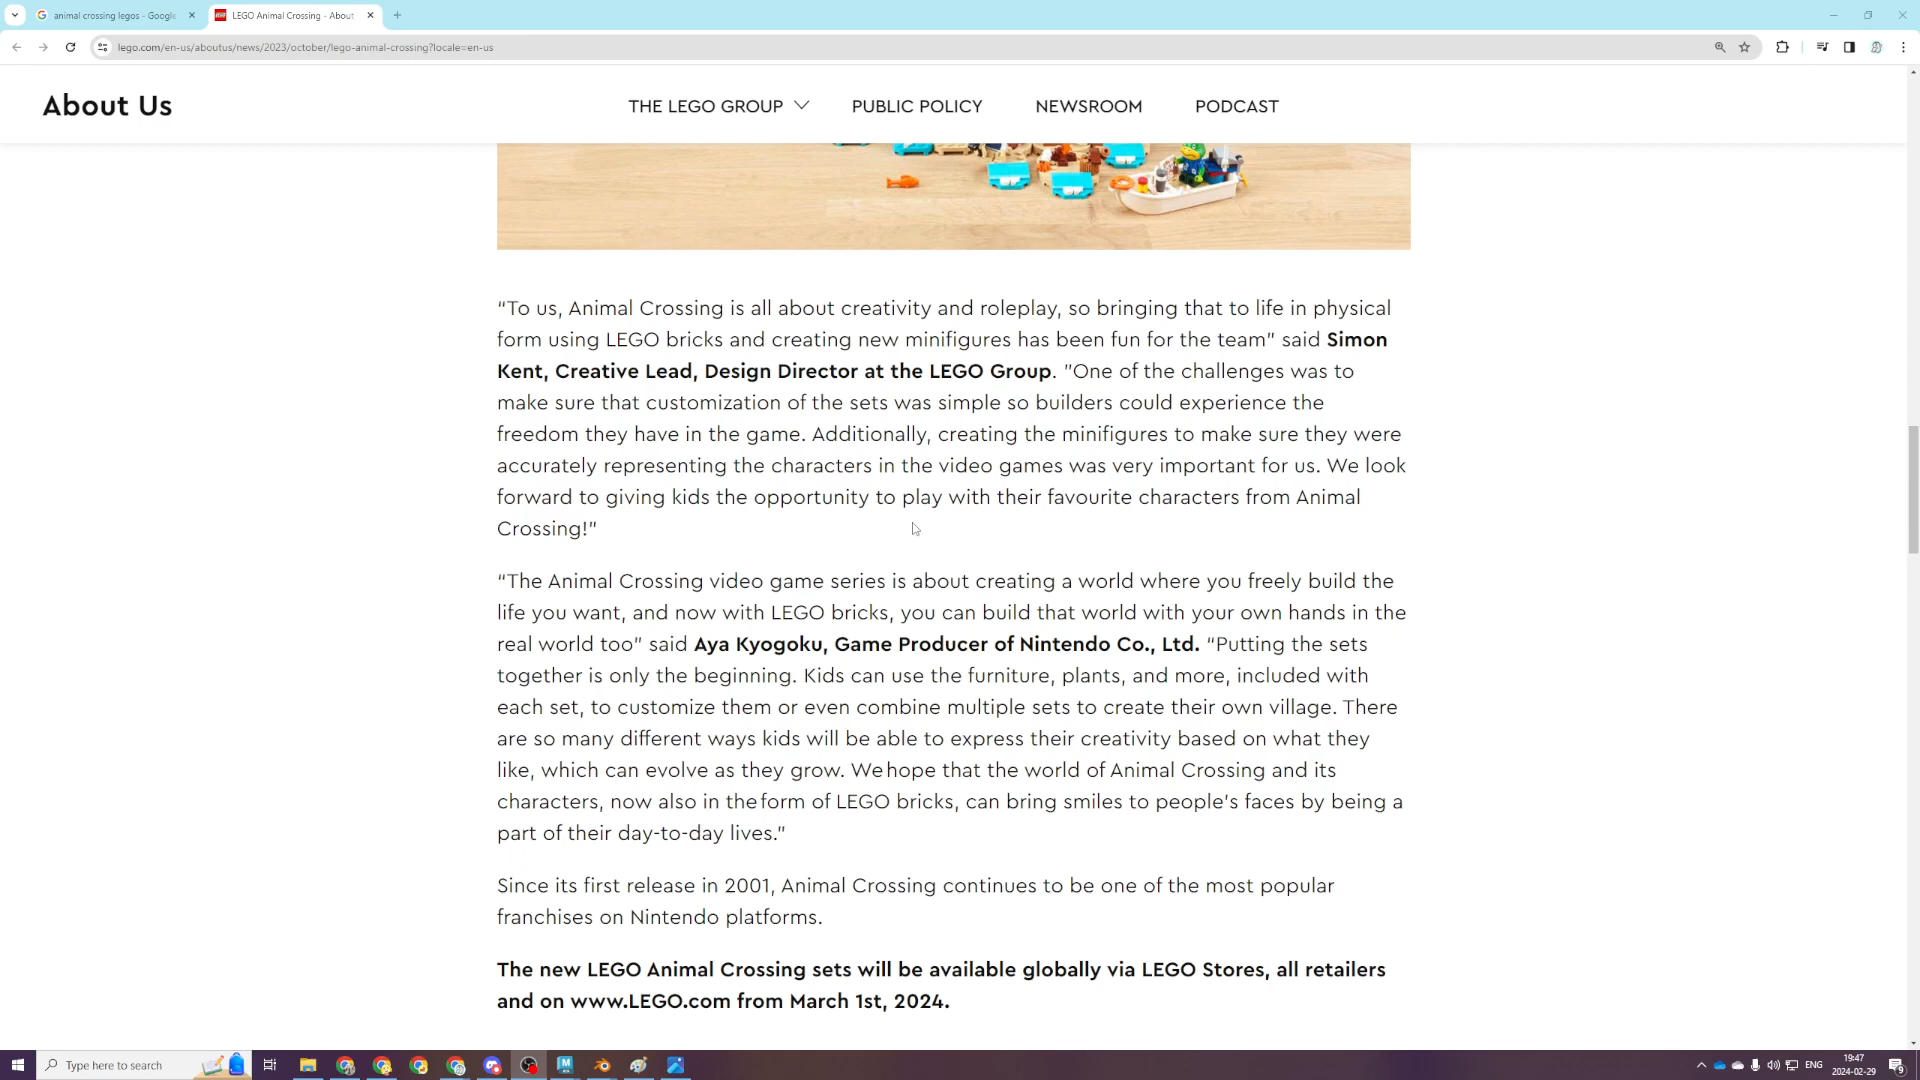 animal crossing legos - Google
LEGO Animal Crossing - About
lego.com/en-us/aboutus/news/2023/october/lego-animal-crossing?locale=en-us
About Us
THE LEGO GROUP
PUBLIC POLICY
NEWSROOM
PODCAST
“To us, Animal Crossing is all about creativity and roleplay, so bringing that to life in physical
form using LEGO bricks and creating new minifigures has been fun for the team” said Simon
Kent, Creative Lead, Design Director at the LEGO Group. ”One of the challenges was to
make sure that customization of the sets was simple so builders could experience the
freedom they have in the game. Additionally, creating the minifigures to make sure they were
accurately representing the characters in the video games was very important for us. We look
forward to giving kids the opportunity to play with their favourite characters from Animal
Crossing!”
“The Animal Crossing video game series is about creating a world where you freely build the
life you want, and now with LEGO bricks, you can build that world with your own hands in the
real world too” said Aya Kyogoku, Game Producer of Nintendo Co., Ltd. “Putting the sets
together is only the beginning. Kids can use the furniture, plants, and more, included with
each set, to customize them or even combine multiple sets to create their own village. There
are so many different ways kids will be able to express their creativity based on what they
like, which can evolve as they grow. We hope that the world of Animal Crossing and its
characters, now also in the form of LEGO bricks, can bring smiles to people’s faces by being a
part of their day-to-day lives.”
Since its first release in 2001, Animal Crossing continues to be one of the most popular
franchises on Nintendo platforms.
The new LEGO Animal Crossing sets will be available globally via LEGO Stores, all retailers
and on www.LEGO.com from March 1st, 2024.
Type here to search
ENG
19:47
2024-02-29